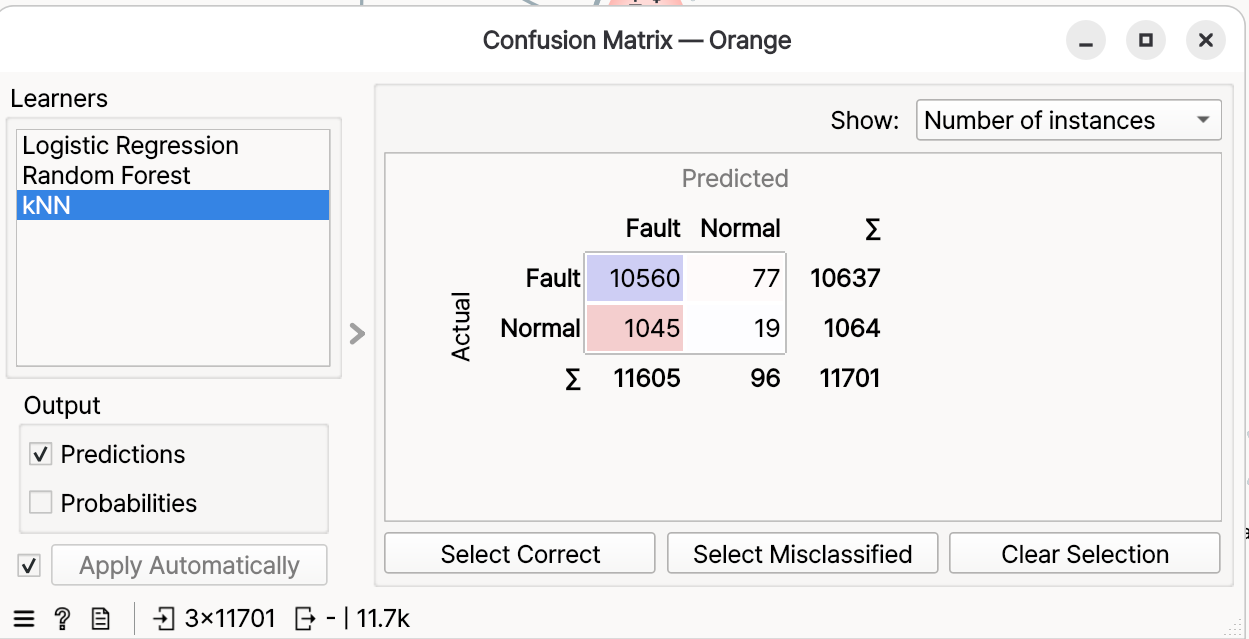 Confusion Matrix — Orange
Learners
Logistic Regression
Random Forest
kNN
Output
Predictions
Probabilities
Apply Automatically
Show: Number of instances
Predicted
Fault Normal Σ
Actual
Fault 10560 77 10637
Normal 1045 19 1064
Σ 11605 96 11701
Select Correct Select Misclassified Clear Selection
? 3×11701 - | 11.7k